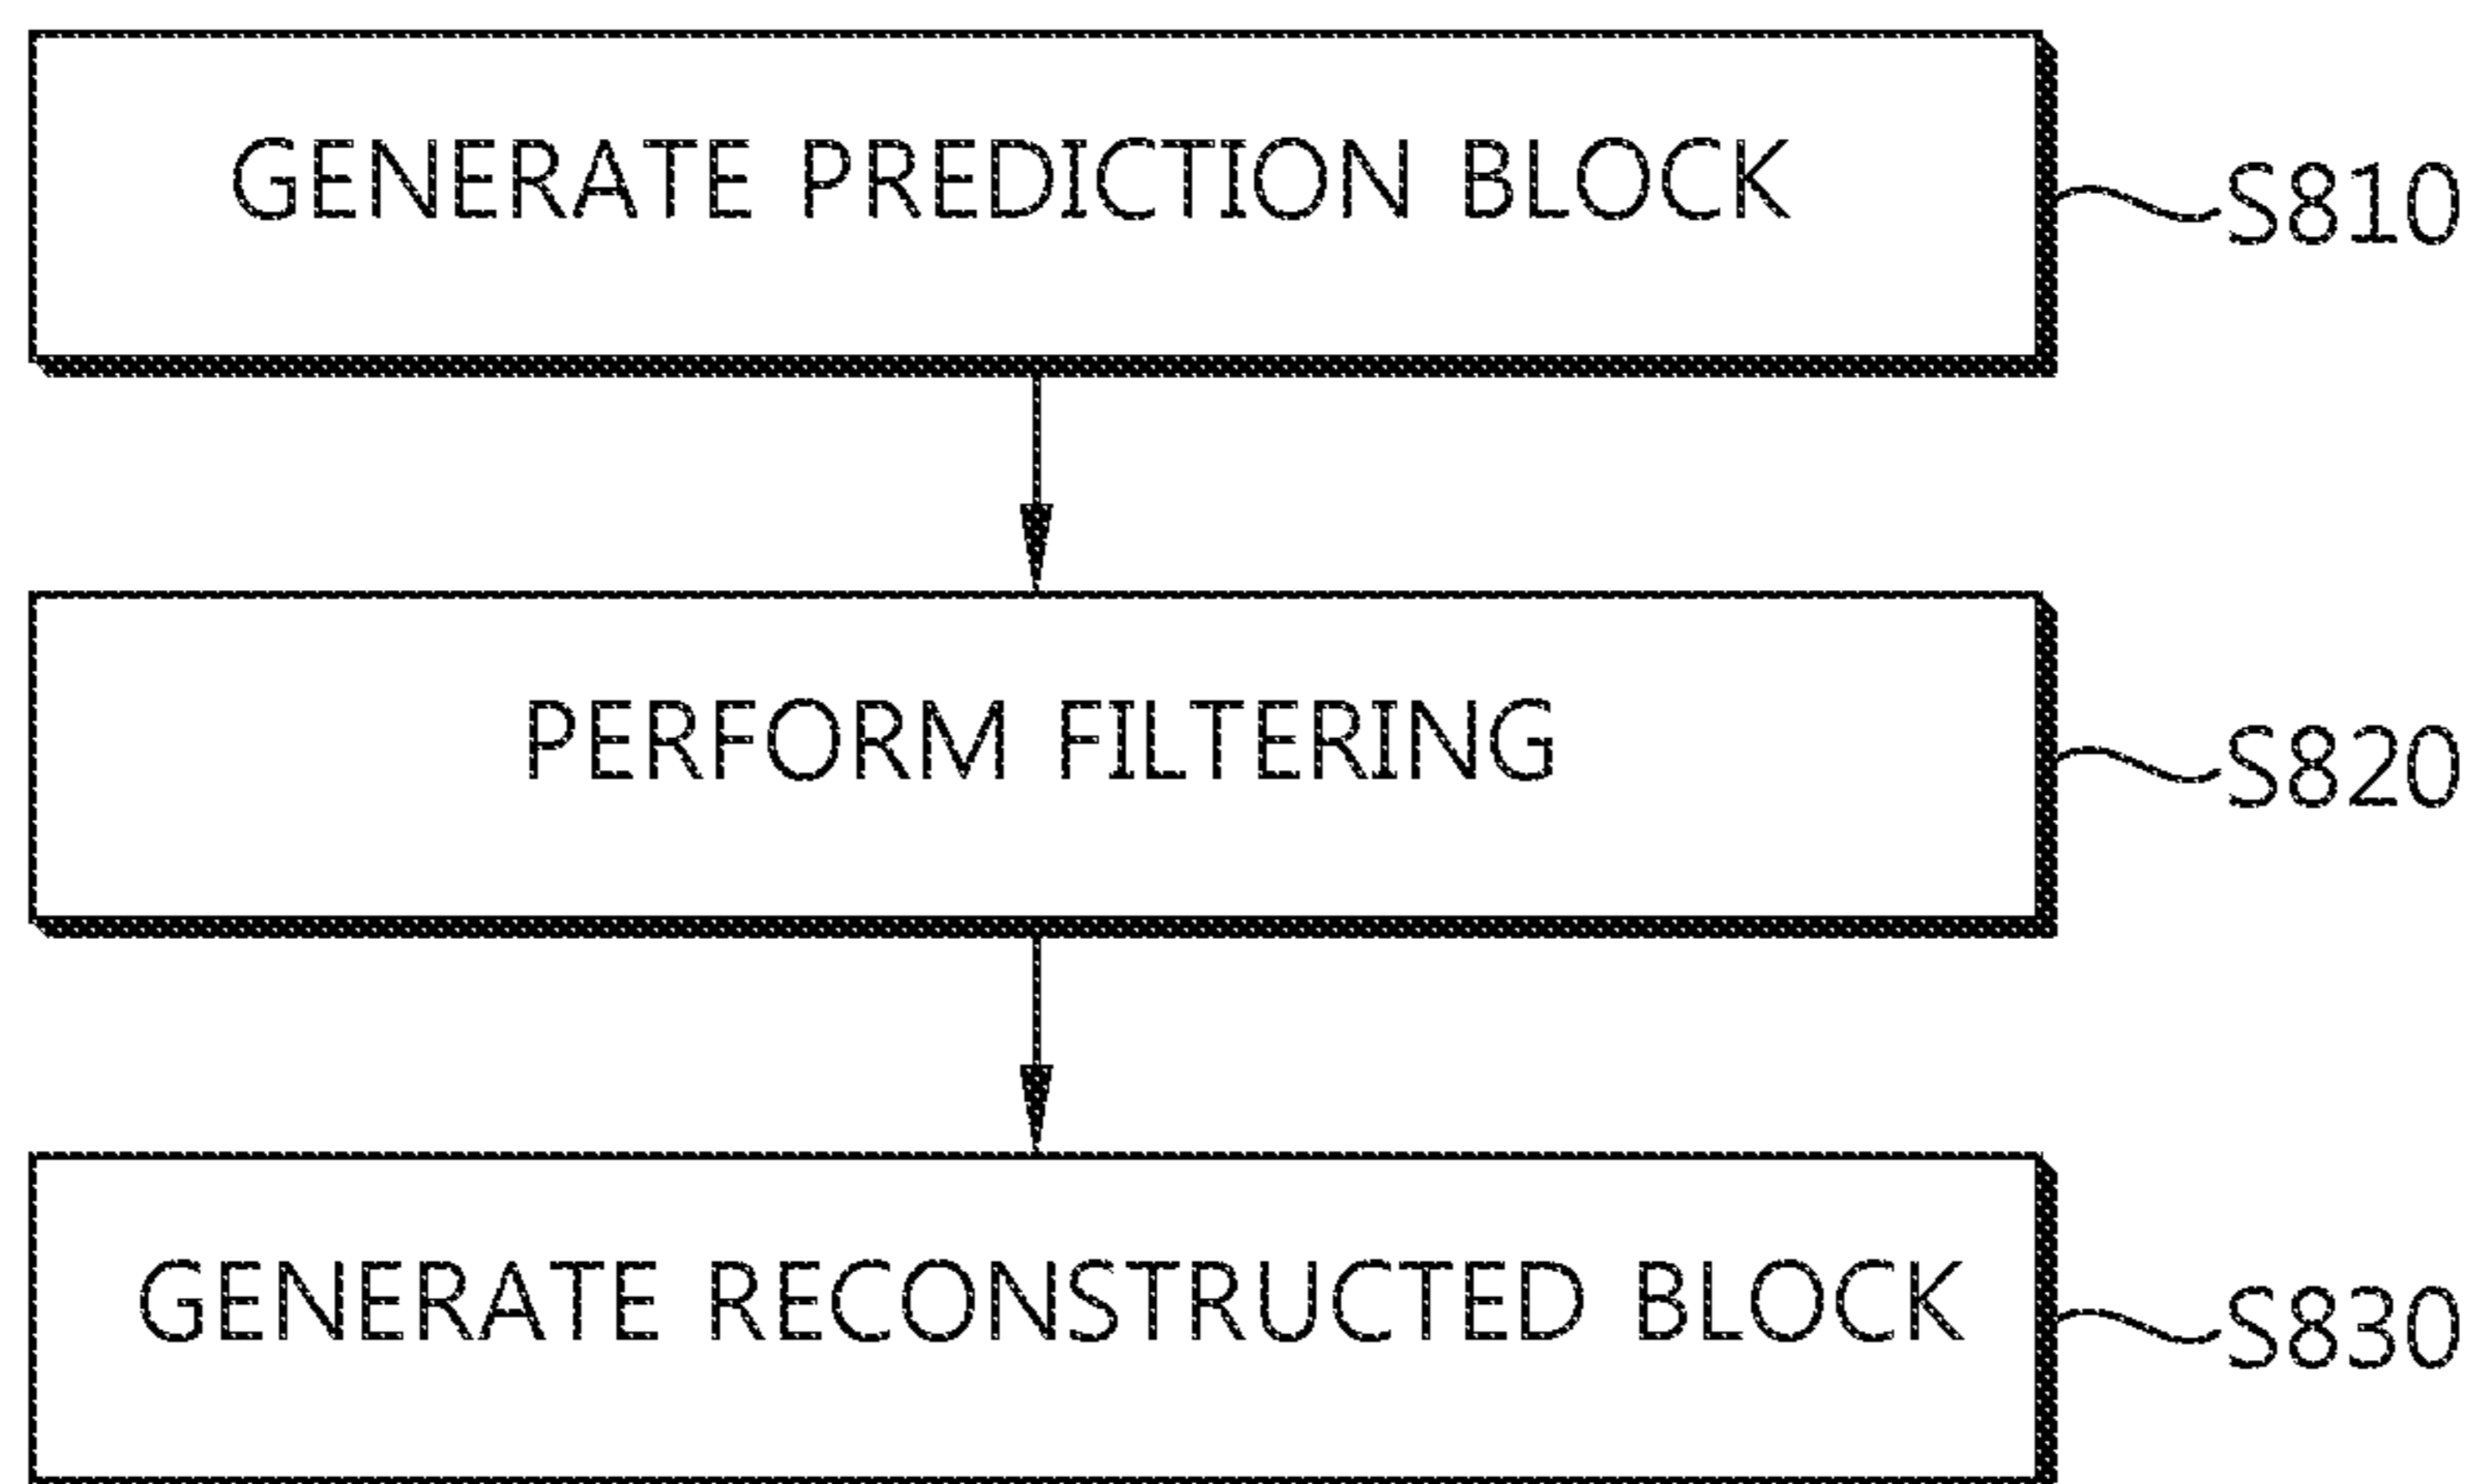 GENERATE PREDICTION BLOCK
S810
PERFORM FILTERING
S820
GENERATE RECONSTRUCTED BLOCK
S830